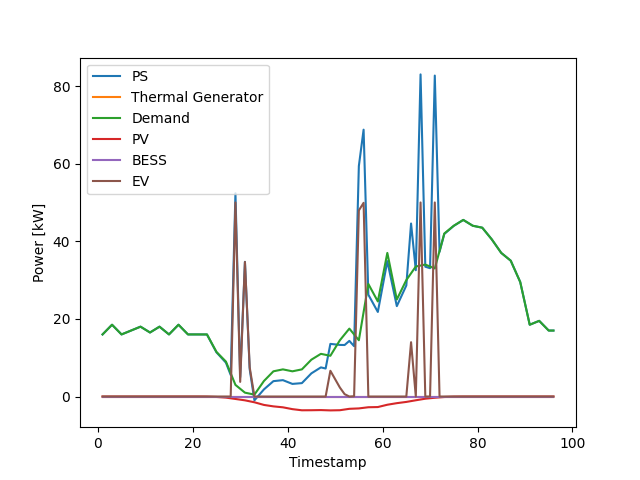 PS
Thermal Generator
Demand
PV
BESS
EV
Power [kW]
80
60
40
20
0
0 20 40 60 80 100
Timestamp